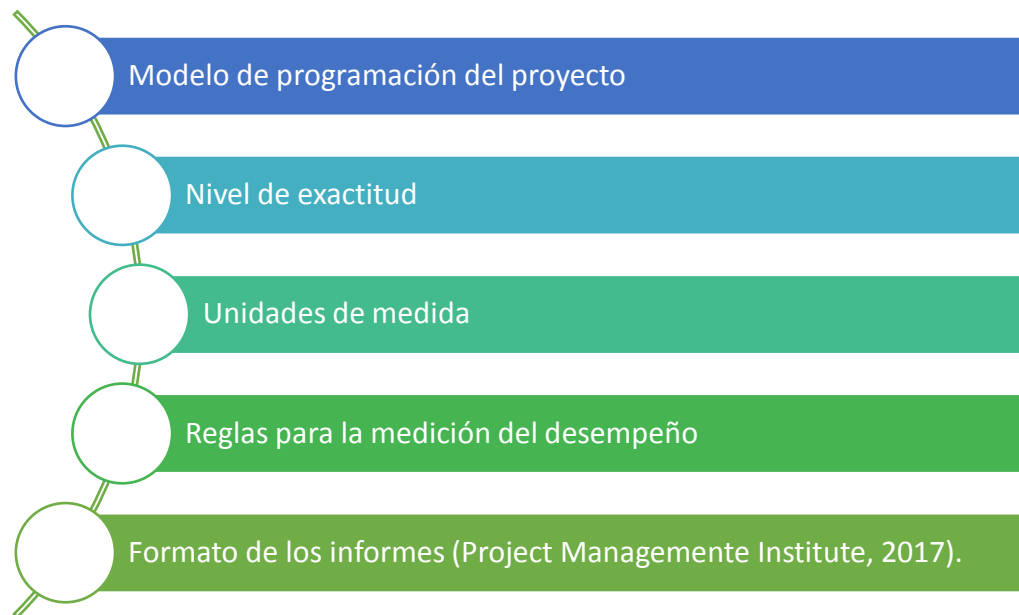 Modelo de programación del proyecto
Nivel de exactitud
Unidades de medida
Reglas para la medición del desempeño
Formato de los informes (Project Managemente Institute, 2017).